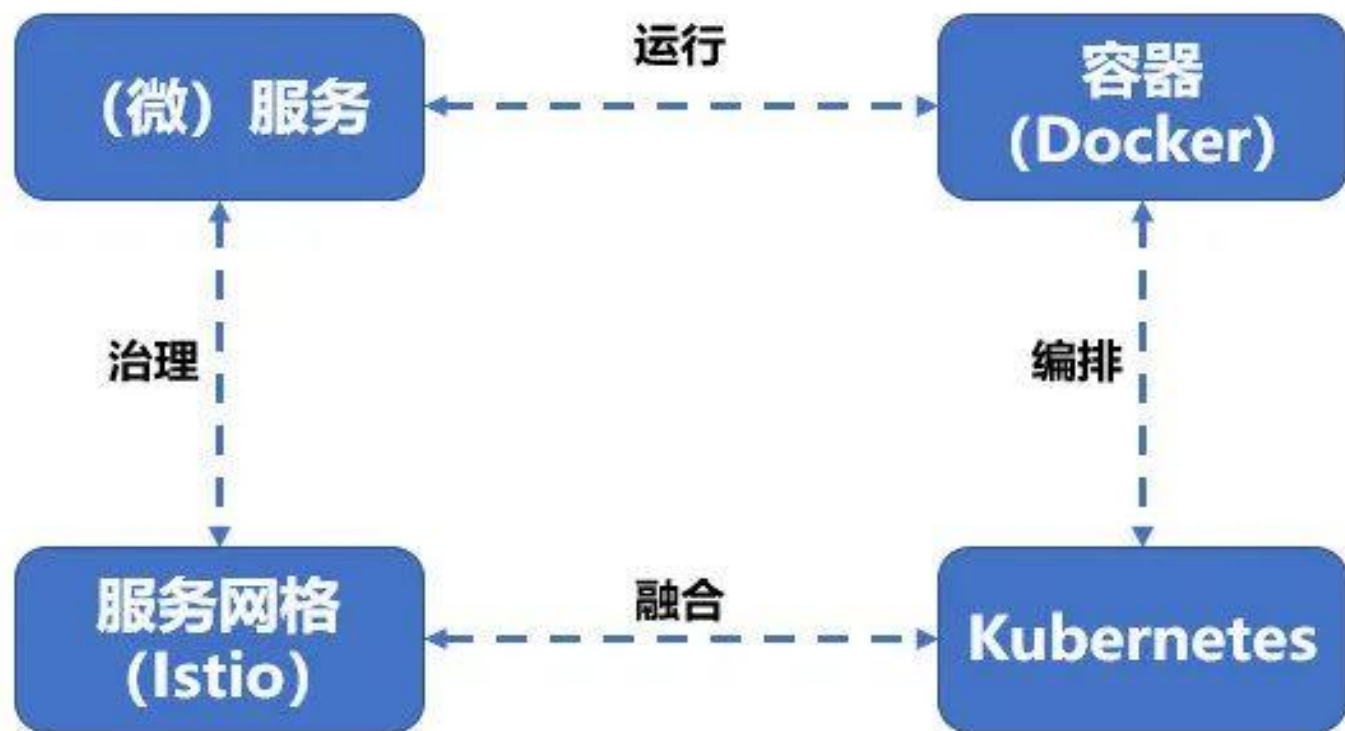 (微)服务
运行
容器
(Docker)
治理
编排
服务网格
(Istio)
融合
Kubernetes